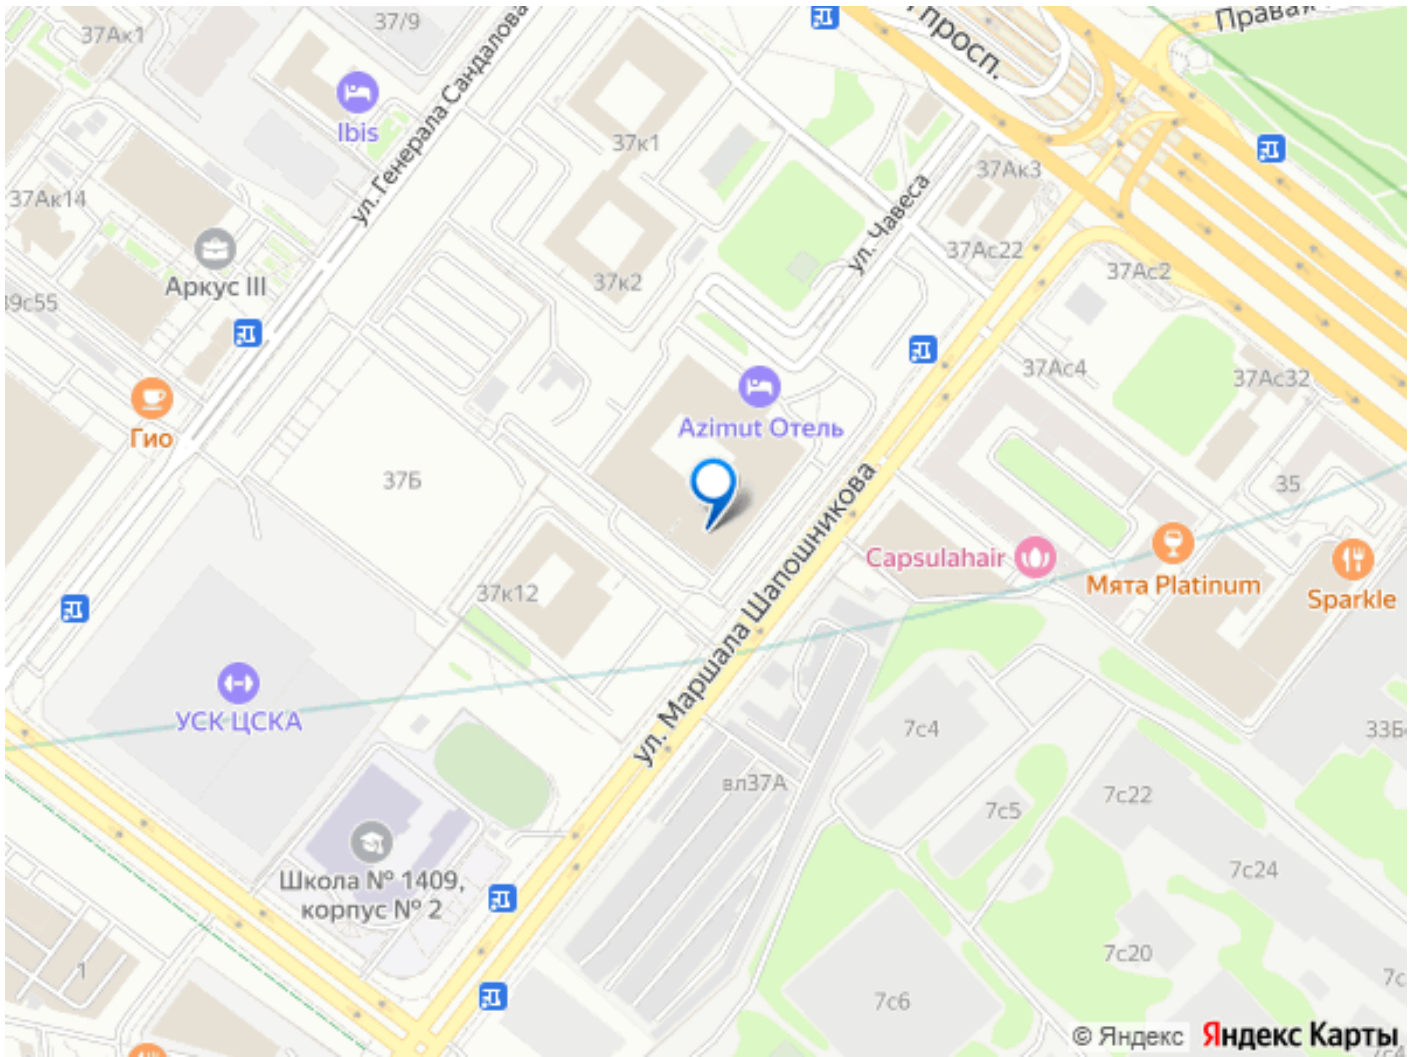 37Ак1
37/9
ул. Генерала Сандалова
Ibis
просп.
Правая
37к1
37Ак3
37Ак14
ул. Чавеса
Аркус III
37Ас22
37Ас2
37к2
9с55
37Ас4
37Ас32
Гио
Azimut Отель
37Б
35
ул. Маршала Шапошникова
Capsulahair
Мята Platinum
Sparkle
37к12
УСК ЦСКА
7с4
33Б
вл37А
7с5
7с22
Школа № 1409,
корпус № 2
7с24
1
7с20
7с6
© Яндекс Яндекс Карты